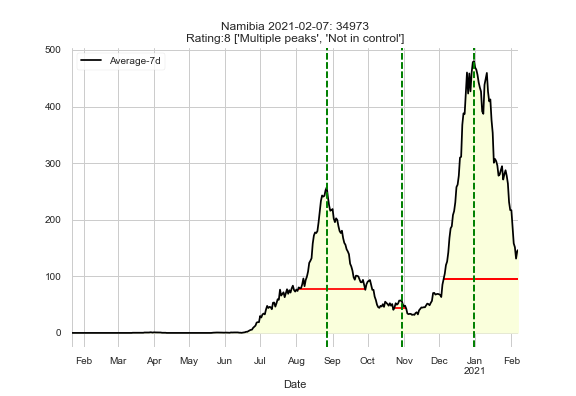 Namibia 2021-02-07: 34973
Rating:8 ['Multiple peaks', 'Not in control']
Average-7d
500
400
300
200
100
0
Feb Mar Apr May Jun Jul Aug Sep Oct Nov Dec Jan Feb
2021
Date